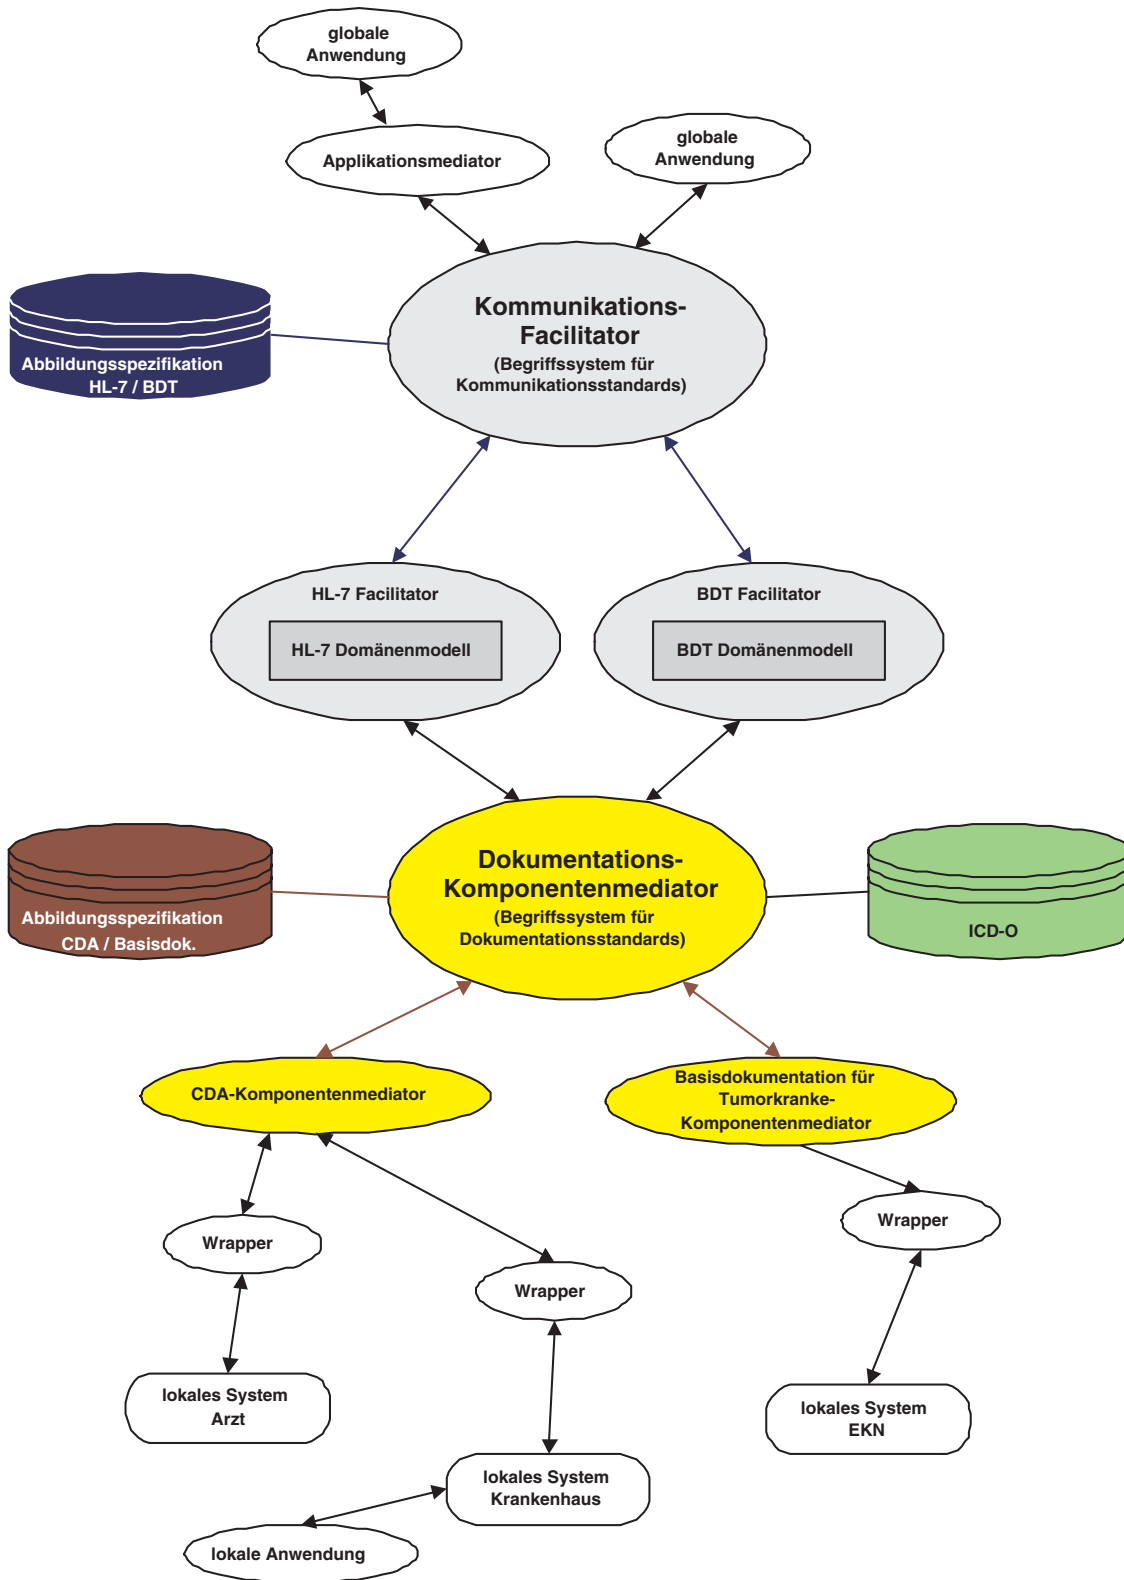 globale
Anwendung
Applikationsmediator
globale
Anwendung
Kommunikations-
Facilitator
(Begriffssystem für
Kommunikationsstandards)
Abbildungsspezifikation
HL-7 / BDT
HL-7 Facilitator
HL-7 Domänenmodell
BDT Facilitator
BDT Domänenmodell
Dokumentations-
Komponentenmediator
(Begriffssystem für
Dokumentationsstandards)
Abbildungsspezifikation
CDA / Basisdok.
ICD-O
CDA-Komponentenmediator
Basisdokumentation für
Tumorkranke-
Komponentenmediator
Wrapper
Wrapper
Wrapper
lokales System
Arzt
lokales System
EKN
lokales System
Krankenhaus
lokale Anwendung